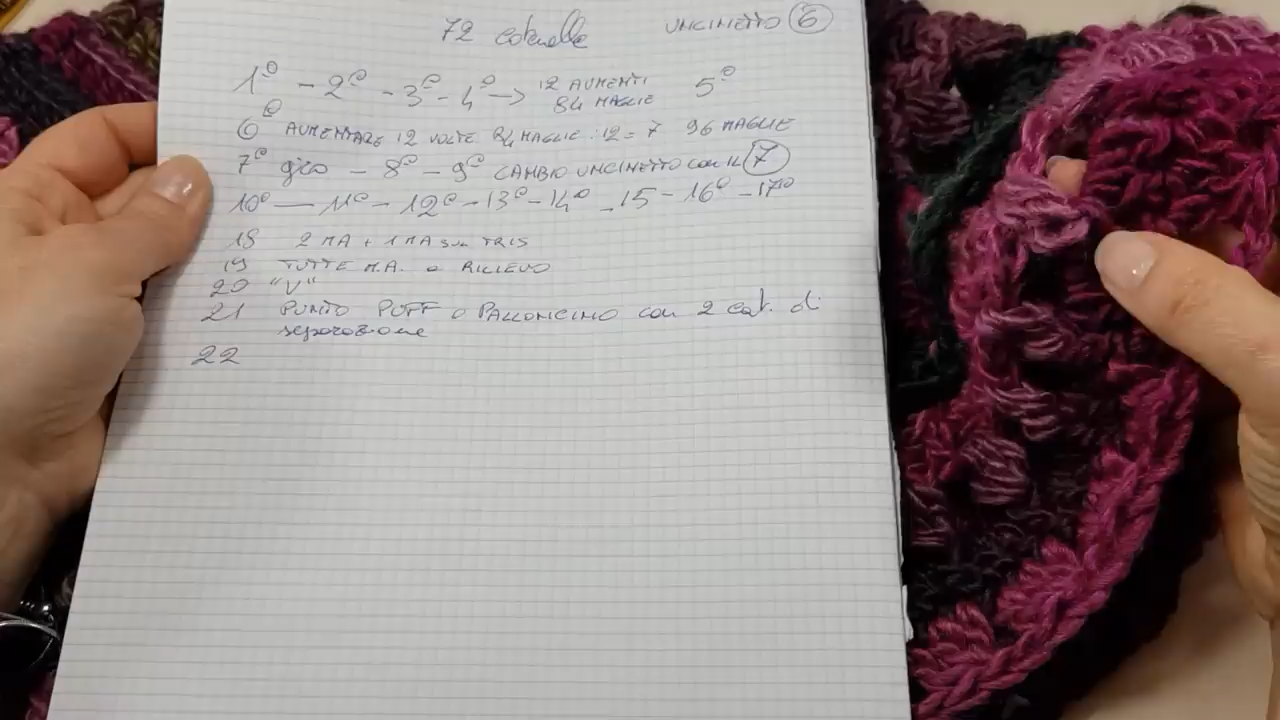 72 catenelle UNCINETTO 6
1° - 2° - 3° - 4° → 12 AUMENTI 5°
84 MAGLIE
6° AUMENTARE 12 VOLTE 84 MAGLIE : 12 = 7 96 MAGLIE
7° giro - 8° - 9° CAMBIO UNCINETTO CON IL 7
10° - 11° - 12° - 13° - 14° - 15 - 16° - 17°
18 2 MA + 1 MA SUL TRIS
19 TUTTE M.A. a RILIEVO
20 "V"
21 PUNTO PUFF o PALLONCINO con 2 cat. di
separazione
22